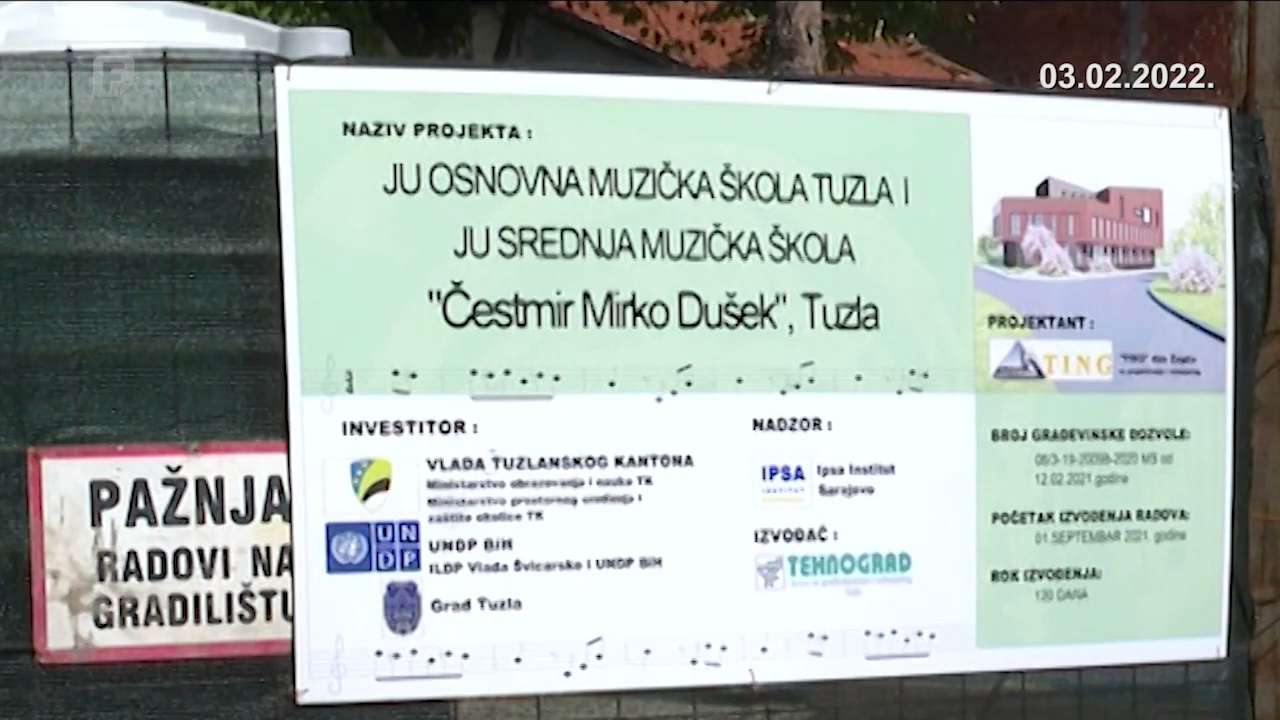 03.02.2022.
NAZIV PROJEKTA :
JU OSNOVNA MUZIČKA ŠKOLA TUZLA I
JU SREDNJA MUZIČKA ŠKOLA
"Čestmir Mirko Dušek", Tuzla
PROJEKTANT :
TING
INVESTITOR :
VLADA TUZLANSKOG KANTONA
Ministarstvo obrazovanja i nauke TK
Ministarstvo prostornog uređenja i
zaštite okolice TK
UN
DP
UNDP BiH
ILDP Vlada Švicarske i UNDP BiH
Grad Tuzla
NADZOR :
IPSA
INSTITUT
Ipsa Institut
Sarajevo
IZVOĐAČ :
TEHNOGRAD
BROJ GRAĐEVINSKE DOZVOLE:
12.02.2021.godine
POČETAK IZVOĐENJA RADOVA:
01.SEPTEMBAR 2021. godine
ROK IZVOĐENJA:
120 DANA
PAŽNJA
RADOVI NA
GRADILIŠTU